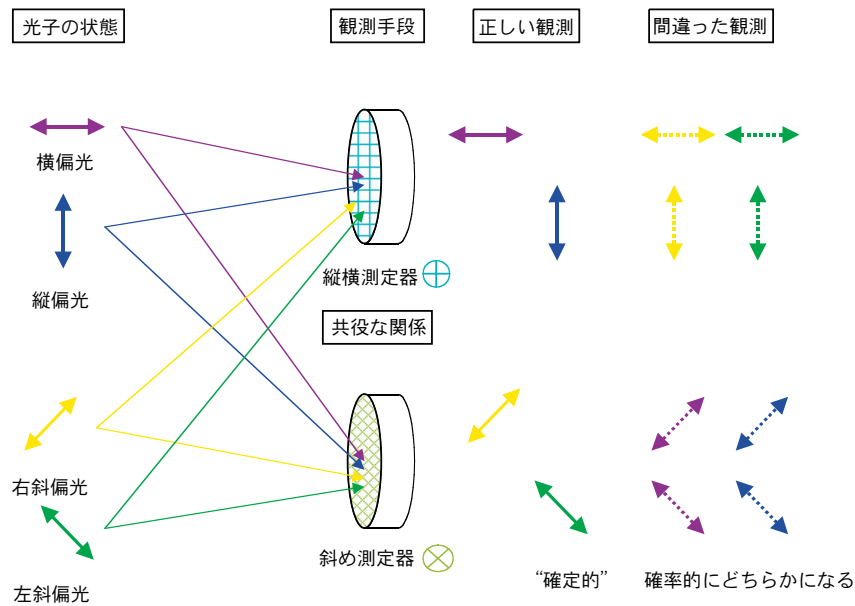 光子の状態
観測手段
正しい観測
間違った観測
横偏光
縦偏光
縦横測定器
共役な関係
右斜偏光
左斜偏光
斜め測定器
“確定的”
確率的にどちらかになる